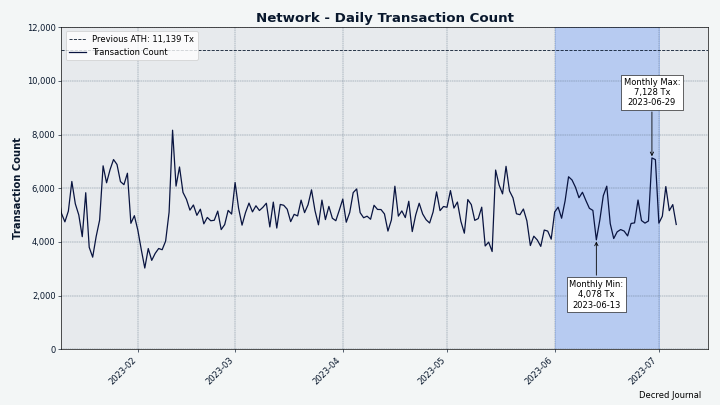 Network - Daily Transaction Count
Previous ATH: 11,139 Tx
Transaction Count
Transaction Count
12,000
10,000
8,000
6,000
4,000
2,000
0
Monthly Max:
7,128 Tx
2023-06-29
Monthly Min:
4,078 Tx
2023-06-13
2023-02
2023-03
2023-04
2023-05
2023-06
2023-07
Decred Journal